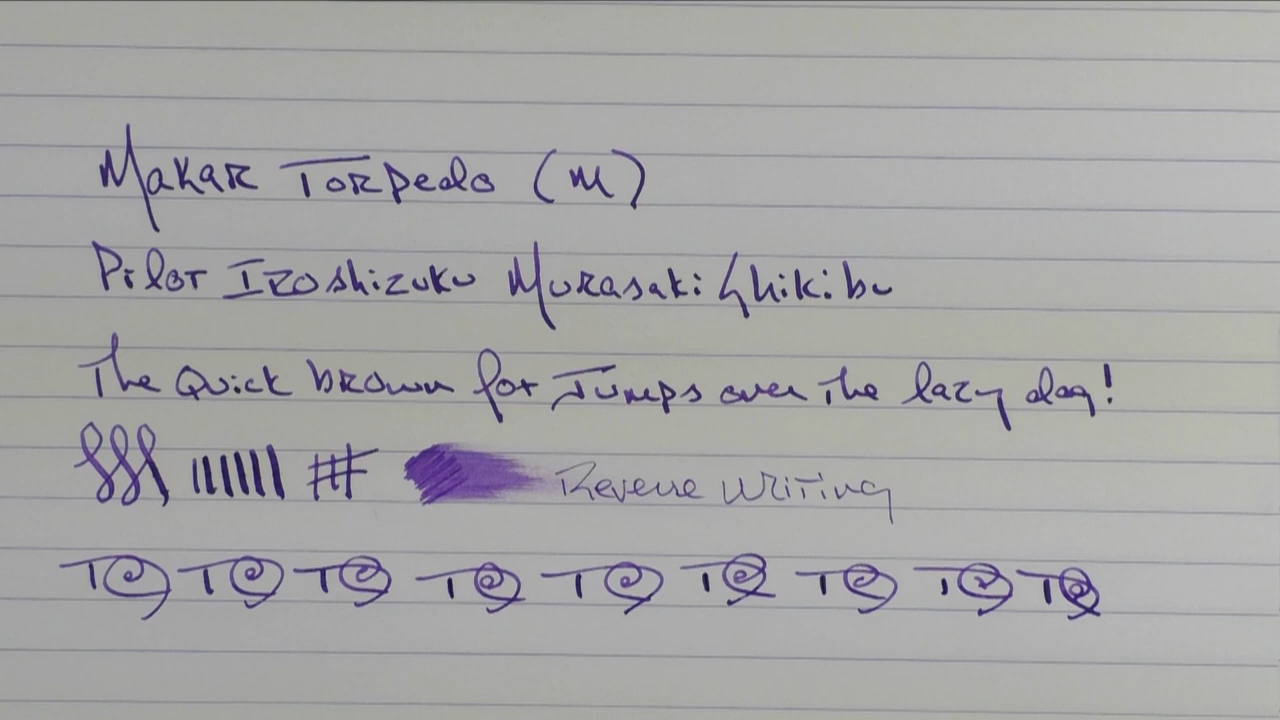 Makar Torpedo (M)
Pilot Iroshizuku Murasaki Shikibu
The Quick brown fox Jumps over The lazy dog!
Reverse Writing